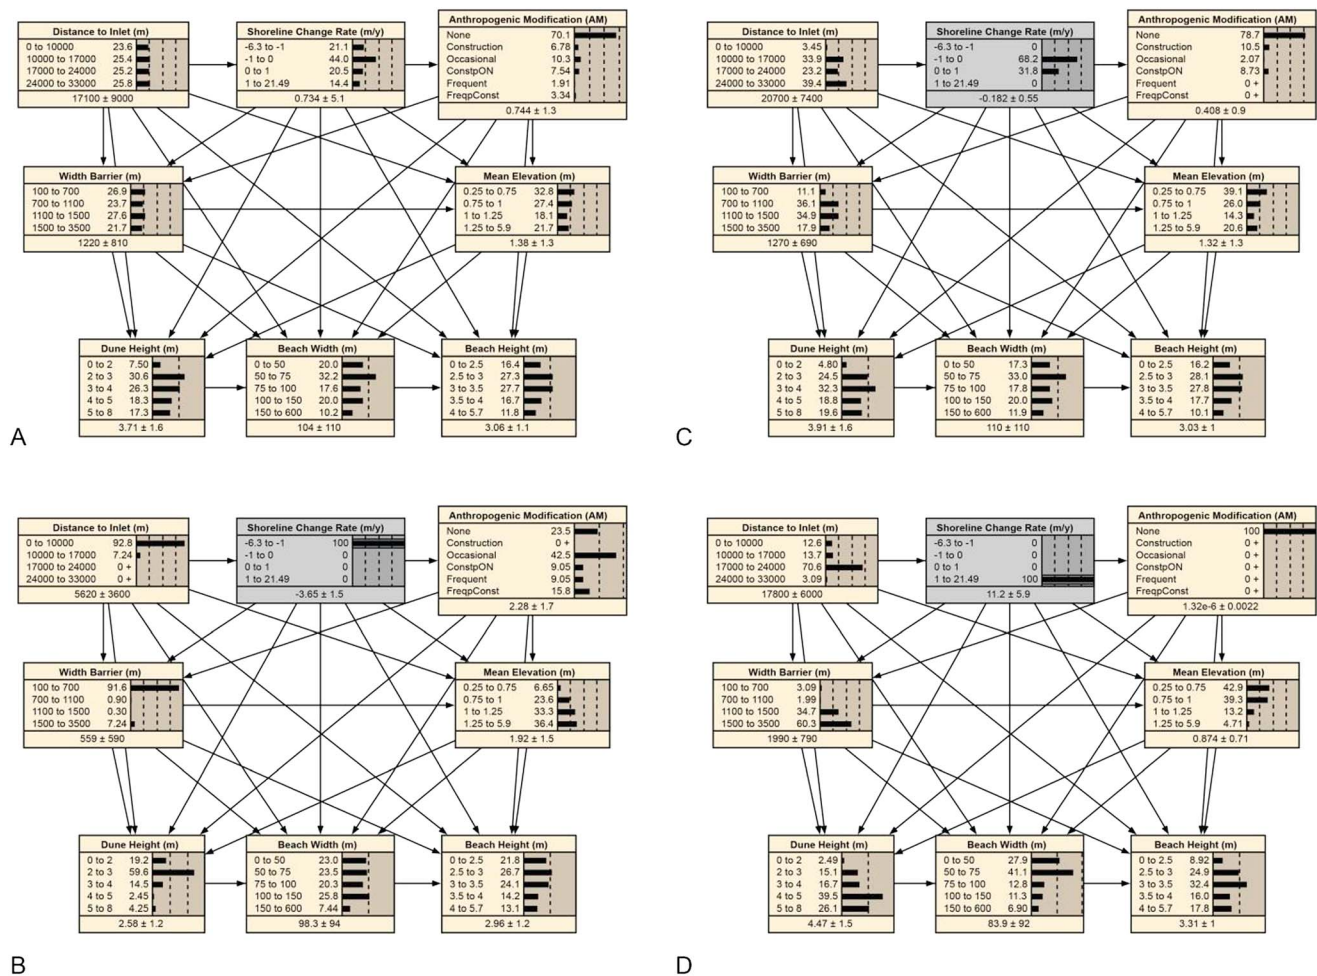 Distance to Inlet (m)
0 to 10000 23.6
10000 to 17000 25.4
17000 to 24000 25.2
24000 to 33000 25.8
17100 ± 9000
Shoreline Change Rate (m/y)
-6.3 to -1 21.1
-1 to 0 44.0
0 to 1 20.5
1 to 21.49 14.4
0.734 ± 5.1
Anthropogenic Modification (AM)
None 70.1
Construction 6.78
Occasional 10.3
ConstpON 7.54
Frequent 1.91
FreqpConst 3.34
0.744 ± 1.3
Width Barrier (m)
100 to 700 26.9
700 to 1100 23.7
1100 to 1500 27.6
1500 to 3500 21.7
1220 ± 810
Mean Elevation (m)
0.25 to 0.75 32.8
0.75 to 1 27.4
1 to 1.25 18.1
1.25 to 5.9 21.7
1.38 ± 1.3
Dune Height (m)
0 to 2 7.50
2 to 3 30.6
3 to 4 26.3
4 to 5 18.3
5 to 8 17.3
3.71 ± 1.6
Beach Width (m)
0 to 50 20.0
50 to 75 32.2
75 to 100 17.6
100 to 150 20.0
150 to 600 10.2
104 ± 110
Beach Height (m)
0 to 2.5 16.4
2.5 to 3 27.3
3 to 3.5 27.7
3.5 to 4 16.7
4 to 5.7 11.8
3.06 ± 1.1
A
Distance to Inlet (m)
0 to 10000 3.45
10000 to 17000 33.9
17000 to 24000 23.2
24000 to 33000 39.4
20700 ± 7400
Shoreline Change Rate (m/y)
-6.3 to -1 0
-1 to 0 68.2
0 to 1 31.8
1 to 21.49 0
-0.182 ± 0.55
Anthropogenic Modification (AM)
None 78.7
Construction 10.5
Occasional 2.07
ConstpON 8.73
Frequent 0 +
FreqpConst 0 +
0.408 ± 0.9
Width Barrier (m)
100 to 700 11.1
700 to 1100 36.1
1100 to 1500 34.9
1500 to 3500 17.9
1270 ± 690
Mean Elevation (m)
0.25 to 0.75 39.1
0.75 to 1 26.0
1 to 1.25 14.3
1.25 to 5.9 20.6
1.32 ± 1.3
Dune Height (m)
0 to 2 4.80
2 to 3 24.5
3 to 4 32.3
4 to 5 18.8
5 to 8 19.6
3.91 ± 1.6
Beach Width (m)
0 to 50 17.3
50 to 75 33.0
75 to 100 17.8
100 to 150 20.0
150 to 600 11.9
110 ± 110
Beach Height (m)
0 to 2.5 16.2
2.5 to 3 28.1
3 to 3.5 27.8
3.5 to 4 17.7
4 to 5.7 10.1
3.03 ± 1
C
Distance to Inlet (m)
0 to 10000 92.8
10000 to 17000 7.24
17000 to 24000 0 +
24000 to 33000 0 +
5620 ± 3600
Shoreline Change Rate (m/y)
-6.3 to -1 100
-1 to 0 0
0 to 1 0
1 to 21.49 0
-3.65 ± 1.5
Anthropogenic Modification (AM)
None 23.5
Construction 0 +
Occasional 42.5
ConstpON 9.05
Frequent 9.05
FreqpConst 15.8
2.28 ± 1.7
Width Barrier (m)
100 to 700 91.6
700 to 1100 0.90
1100 to 1500 0.30
1500 to 3500 7.24
559 ± 590
Mean Elevation (m)
0.25 to 0.75 6.65
0.75 to 1 23.6
1 to 1.25 33.3
1.25 to 5.9 36.4
1.92 ± 1.5
Dune Height (m)
0 to 2 19.2
2 to 3 59.6
3 to 4 14.5
4 to 5 2.45
5 to 8 4.25
2.58 ± 1.2
Beach Width (m)
0 to 50 23.0
50 to 75 23.5
75 to 100 20.3
100 to 150 25.8
150 to 600 7.44
98.3 ± 94
Beach Height (m)
0 to 2.5 21.8
2.5 to 3 26.7
3 to 3.5 24.1
3.5 to 4 14.2
4 to 5.7 13.1
2.96 ± 1.2
B
Distance to Inlet (m)
0 to 10000 12.6
10000 to 17000 13.7
17000 to 24000 70.6
24000 to 33000 3.09
17800 ± 6000
Shoreline Change Rate (m/y)
-6.3 to -1 0
-1 to 0 0
0 to 1 0
1 to 21.49 100
11.2 ± 5.9
Anthropogenic Modification (AM)
None 100
Construction 0 +
Occasional 0 +
ConstpON 0 +
Frequent 0 +
FreqpConst 0 +
1.32e-6 ± 0.0022
Width Barrier (m)
100 to 700 3.09
700 to 1100 1.99
1100 to 1500 34.7
1500 to 3500 60.3
1990 ± 790
Mean Elevation (m)
0.25 to 0.75 42.9
0.75 to 1 39.3
1 to 1.25 13.2
1.25 to 5.9 4.71
0.874 ± 0.71
Dune Height (m)
0 to 2 2.49
2 to 3 15.1
3 to 4 16.7
4 to 5 39.5
5 to 8 26.1
4.47 ± 1.5
Beach Width (m)
0 to 50 27.9
50 to 75 41.1
75 to 100 12.8
100 to 150 11.3
150 to 600 6.90
83.9 ± 92
Beach Height (m)
0 to 2.5 8.92
2.5 to 3 24.9
3 to 3.5 32.4
3.5 to 4 16.0
4 to 5.7 17.8
3.31 ± 1
D